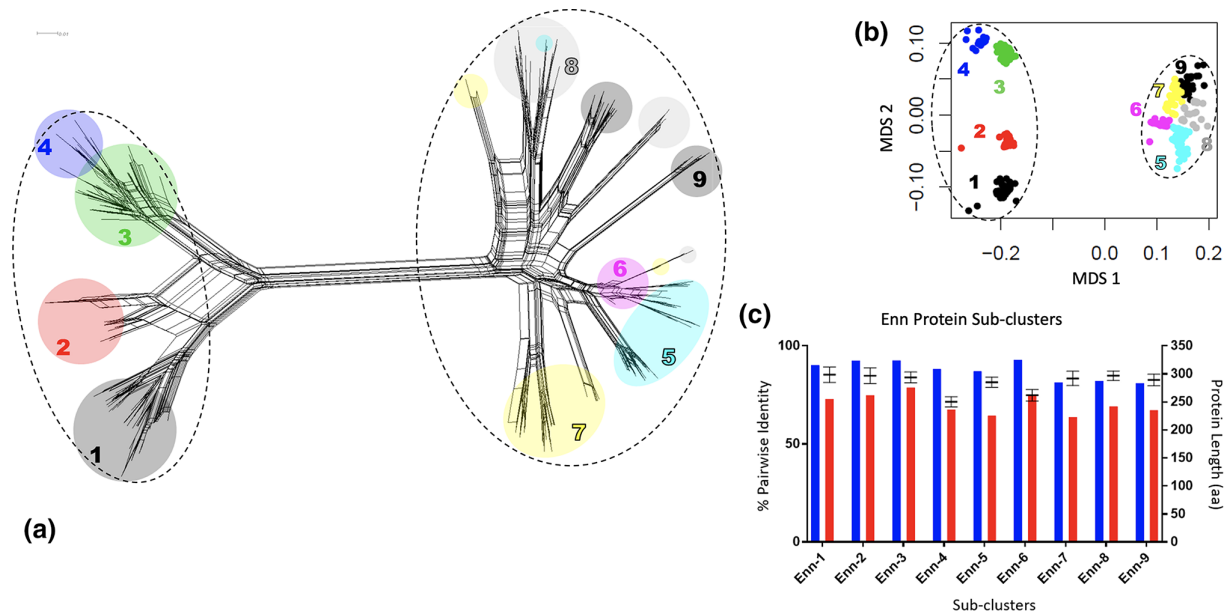 0.01
4
3
2
1
8
9
6
5
7
(a)
(b)
MDS 2
0.10
0.00
−0.10
4
3
2
1
9
7
6
8
5
−0.2
0.0
0.1
0.2
MDS 1
(c)
Enn Protein Sub-clusters
% Pairwise Identity
100
50
0
350
300
250
200
150
100
50
0
Protein Length (aa)
Enn-1
Enn-2
Enn-3
Enn-4
Enn-5
Enn-6
Enn-7
Enn-8
Enn-9
Sub-clusters